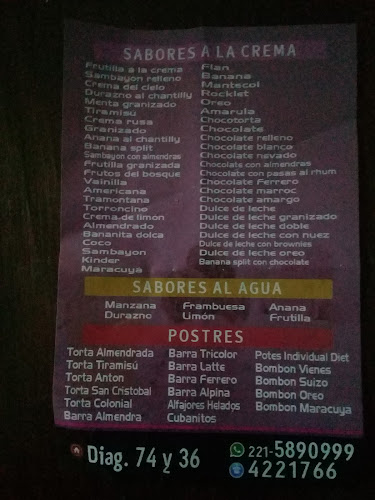 SABORES A LA CREMA
Frutilla a la crema
Sambayon relleno
Crema del cielo
Durazno al chantilly
Menta granizado
Tiramisú
Crema rusa
Granizado
Anana al chantilly
Banana split
Sambayon con almendras
Frutilla granizada
Frutos del bosque
Vainilla
Americana
Tramontana
Torroncino
Crema de limon
Almendrado
Bananita dolca
Coco
Sambayon
Kinder
Maracuya
Flan
Banana
Mantecol
Rocklet
Oreo
Amarula
Chocotorta
Chocolate
Chocolate relleno
Chocolate blanco
Chocolate nevado
Chocolate con almendras
Chocolate con pasas al rhum
Chocolate Ferrero
Chocolate marroc
Chocolate amargo
Dulce de leche
Dulce de leche granizado
Dulce de leche doble
Dulce de leche con nuez
Dulce de leche con brownies
Dulce de leche oreo
Banana split con chocolate
SABORES AL AGUA
Manzana Frambuesa Anana
Durazno Limón Frutilla
POSTRES
Torta Almendrada
Torta Tiramisú
Torta Anton
Torta San Cristobal
Torta Colonial
Barra Almendra
Barra Tricolor
Barra Latte
Barra Ferrero
Barra Alpina
Alfajores Helados
Cubanitos
Potes Individual Diet
Bombon Vienes
Bombon Suizo
Bombon Oreo
Bombon Maracuya
Diag. 74 y 36
221-5890999
4221766